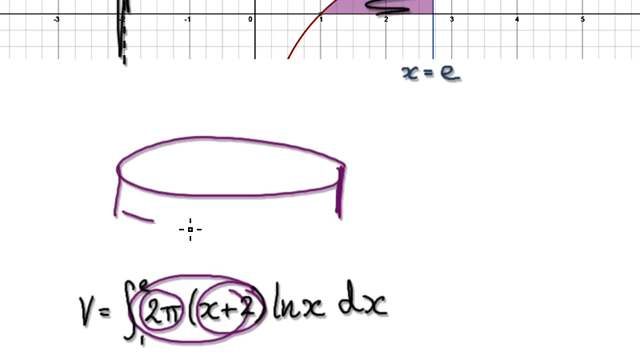 -3 -2 -1 0 1 2 3 4 5
x = e
V = ∫₁ᵉ 2π (x+2) ln x dx